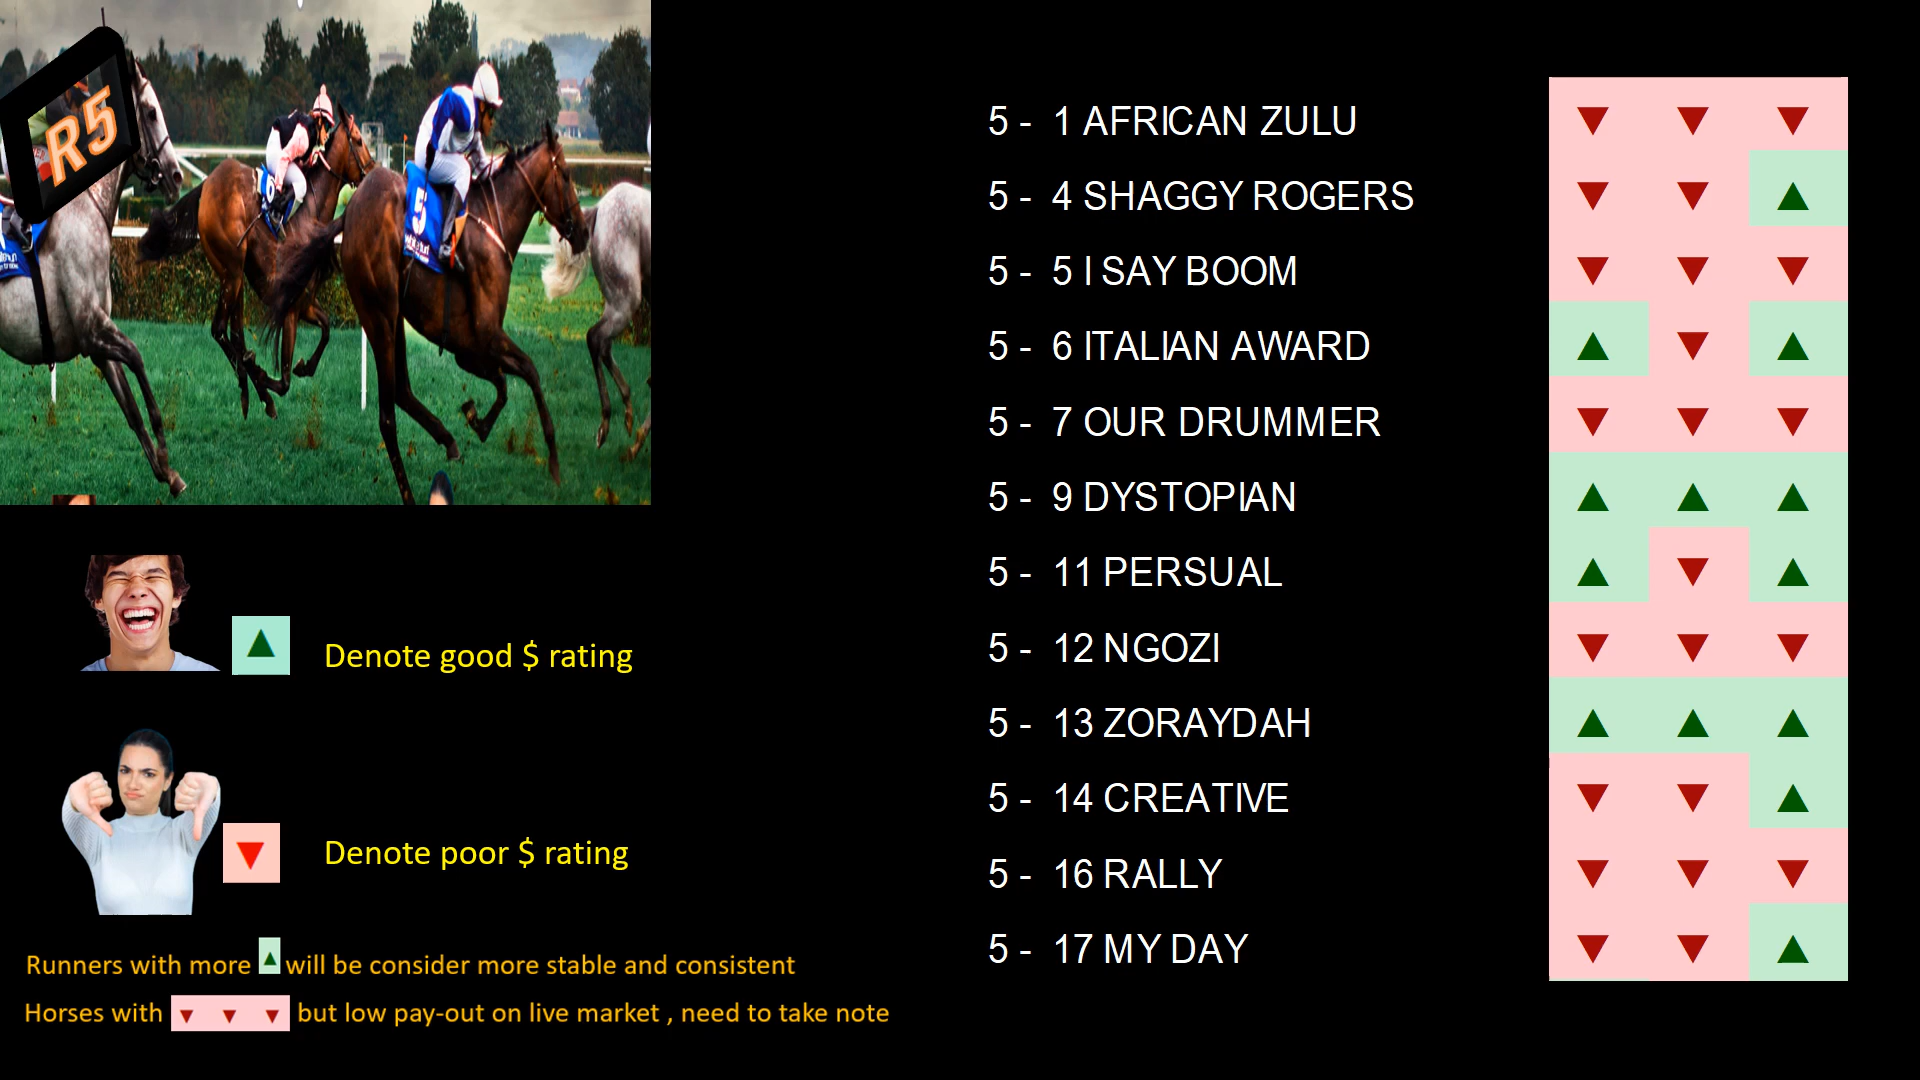 R5
6
5
5 - 1 AFRICAN ZULU ▼ ▼ ▼
5 - 4 SHAGGY ROGERS ▼ ▼ ▲
5 - 5 I SAY BOOM ▼ ▼ ▼
5 - 6 ITALIAN AWARD ▲ ▼ ▲
5 - 7 OUR DRUMMER ▼ ▼ ▼
5 - 9 DYSTOPIAN ▲ ▲ ▲
5 - 11 PERSUAL ▲ ▼ ▲
5 - 12 NGOZI ▼ ▼ ▼
5 - 13 ZORAYDAH ▲ ▲ ▲
5 - 14 CREATIVE ▼ ▼ ▲
5 - 16 RALLY ▼ ▼ ▼
5 - 17 MY DAY ▼ ▼ ▲
▲ Denote good $ rating
▼ Denote poor $ rating
Runners with more ▲ will be consider more stable and consistent
Horses with ▼ ▼ ▼ but low pay-out on live market , need to take note